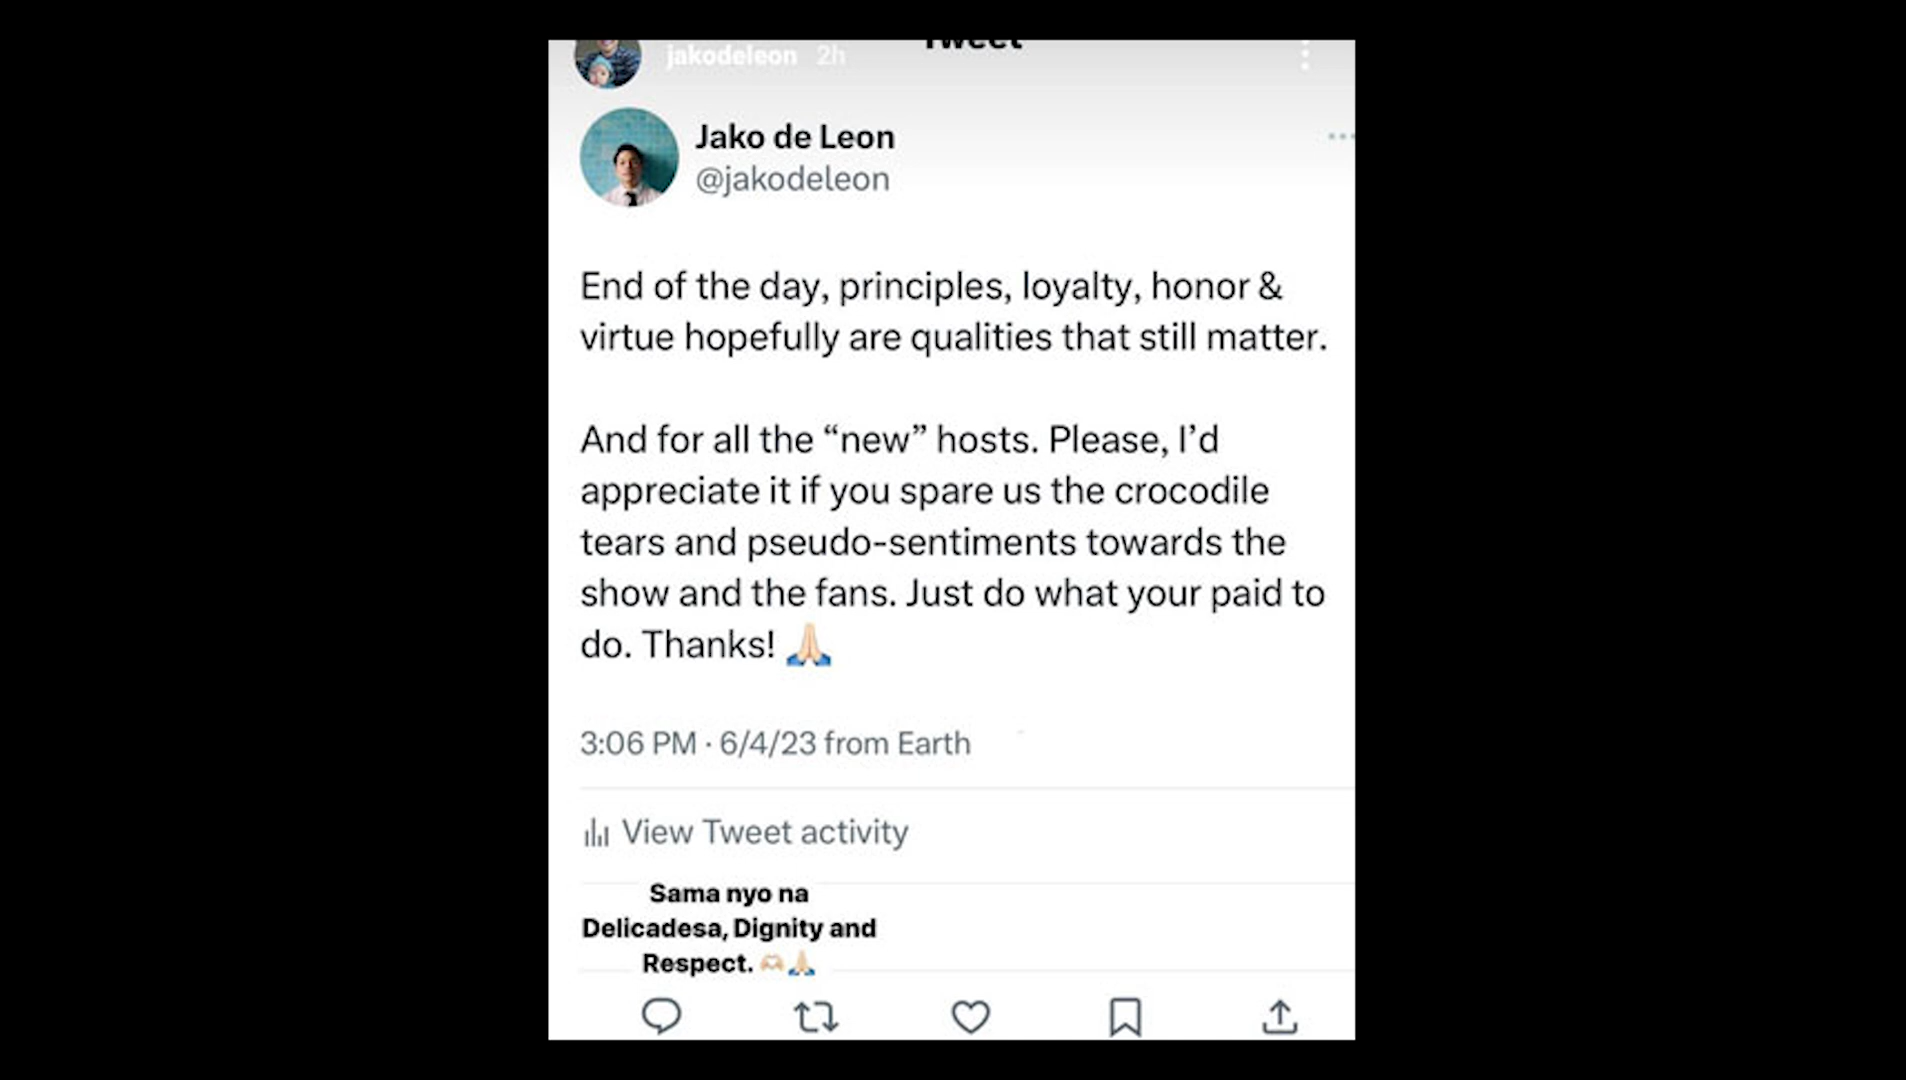 Tweet
jakodeleon 2h
Jako de Leon
@jakodeleon
End of the day, principles, loyalty, honor &
virtue hopefully are qualities that still matter.
And for all the “new” hosts. Please, I’d
appreciate it if you spare us the crocodile
tears and pseudo-sentiments towards the
show and the fans. Just do what your paid to
do. Thanks! 🙏🏻
3:06 PM · 6/4/23 from Earth
View Tweet activity
Sama nyo na
Delicadesa, Dignity and
Respect. 🫶🏻🙏🏻